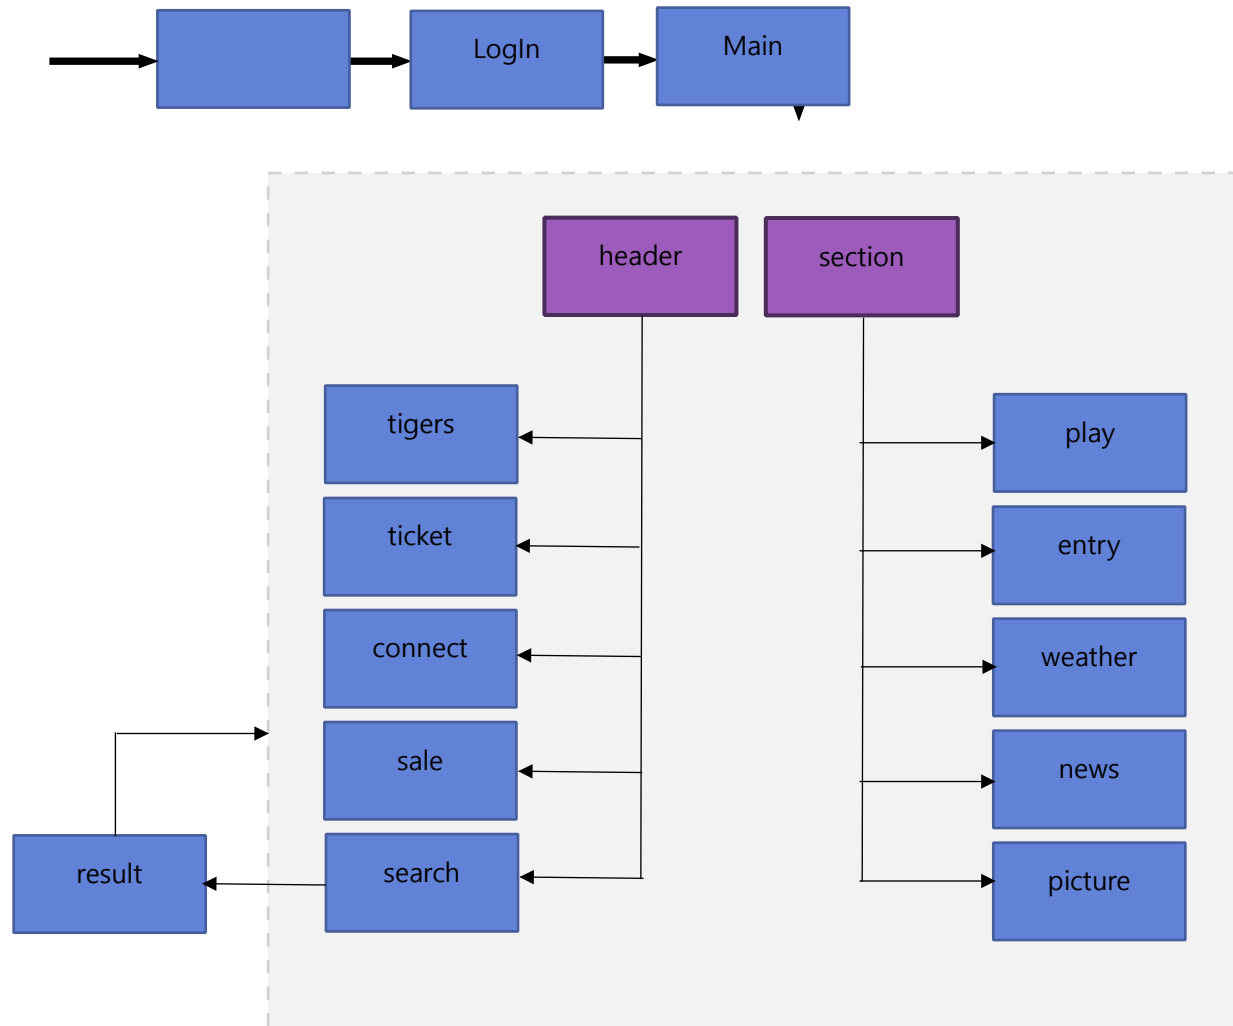 LogIn
Main
header
section
tigers
play
ticket
entry
connect
weather
sale
news
result
search
picture